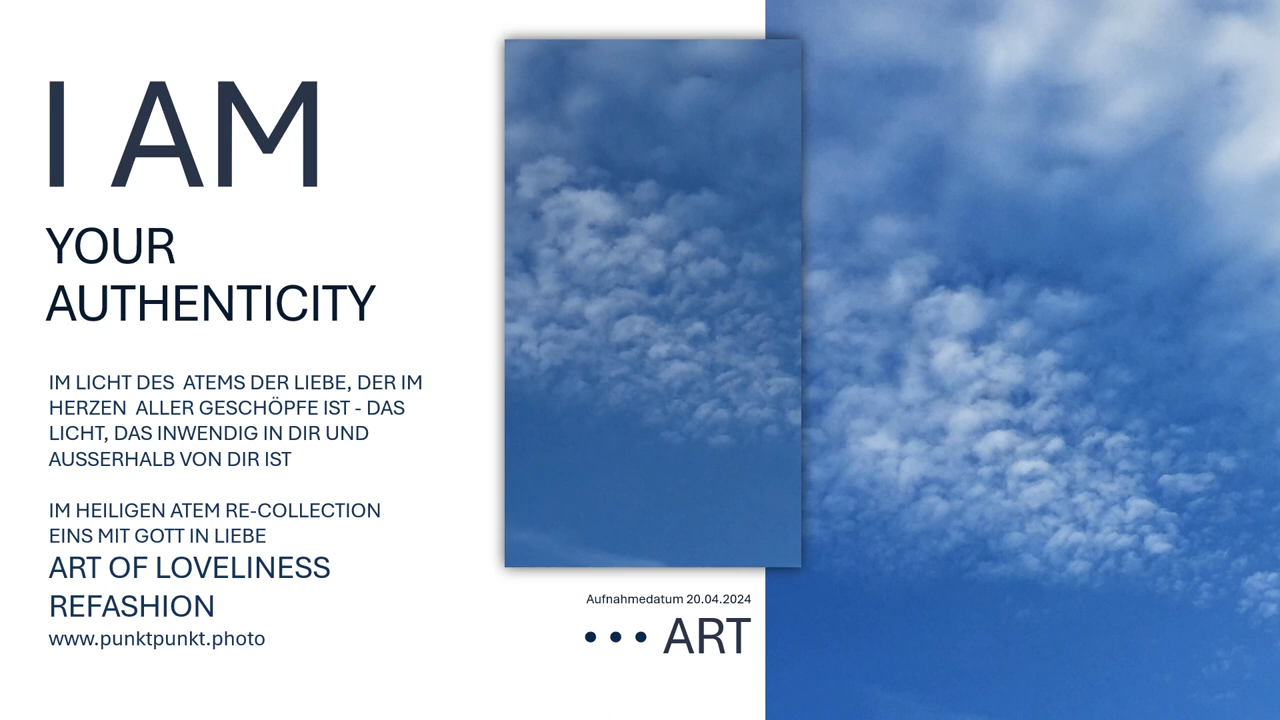 I AM
YOUR
AUTHENTICITY
IM LICHT DES  ATEMS DER LIEBE, DER IM
HERZEN  ALLER GESCHÖPFE IST - DAS
LICHT, DAS INWENDIG IN DIR UND
AUSSERHALB VON DIR IST
IM HEILIGEN ATEM RE-COLLECTION
EINS MIT GOTT IN LIEBE
ART OF LOVELINESS
REFASHION
www.punktpunkt.photo
Aufnahmedatum 20.04.2024
• • • ART